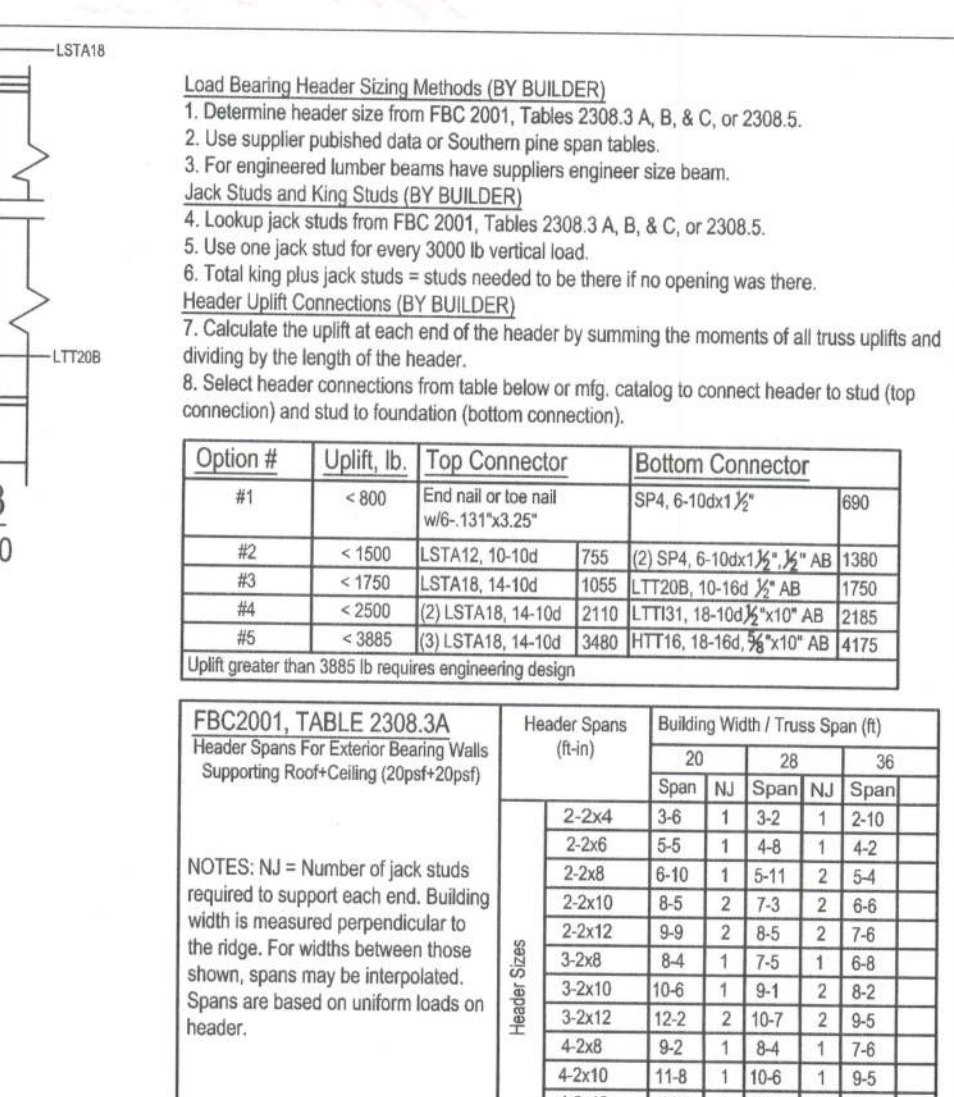 LSTA18
LTT20B
Load Bearing Header Sizing Methods (BY BUILDER)
1. Determine header size from FBC 2001, Tables 2308.3 A, B, & C, or 2308.5.
2. Use supplier pubished data or Southern pine span tables.
3. For engineered lumber beams have suppliers engineer size beam.
Jack Studs and King Studs (BY BUILDER)
4. Lookup jack studs from FBC 2001, Tables 2308.3 A, B, & C, or 2308.5.
5. Use one jack stud for every 3000 lb vertical load.
6. Total king plus jack studs = studs needed to be there if no opening was there.
Header Uplift Connections (BY BUILDER)
7. Calculate the uplift at each end of the header by summing the moments of all truss uplifts and
dividing by the length of the header.
8. Select header connections from table below or mfg. catalog to connect header to stud (top
connection) and stud to foundation (bottom connection).
Option # Uplift, lb. Top Connector Bottom Connector
#1 < 800 End nail or toe nail SP4, 6-10dx1 ½" 690
w/6-.131"x3.25"
#2 < 1500 LSTA12, 10-10d 755 (2) SP4, 6-10dx1½",½" AB 1380
#3 < 1750 LSTA18, 14-10d 1055 LTT20B, 10-16d ½" AB 1750
#4 < 2500 (2) LSTA18, 14-10d 2110 LTTI31, 18-10d½"x10" AB 2185
#5 < 3885 (3) LSTA18, 14-10d 3480 HTT16, 18-16d, ⅝"x10" AB 4175
Uplift greater than 3885 lb requires engineering design
FBC2001, TABLE 2308.3A
Header Spans For Exterior Bearing Walls
Supporting Roof+Ceiling (20psf+20psf)
NOTES: NJ = Number of jack studs
required to support each end. Building
width is measured perpendicular to
the ridge. For widths between those
shown, spans may be interpolated.
Spans are based on uniform loads on
header.
Header Spans Building Width / Truss Span (ft)
(ft-in) 20 28 36
Span NJ Span NJ Span
Header Sizes
2-2x4 3-6 1 3-2 1 2-10
2-2x6 5-5 1 4-8 1 4-2
2-2x8 6-10 1 5-11 2 5-4
2-2x10 8-5 2 7-3 2 6-6
2-2x12 9-9 2 8-5 2 7-6
3-2x8 8-4 1 7-5 1 6-8
3-2x10 10-6 1 9-1 2 8-2
3-2x12 12-2 2 10-7 2 9-5
4-2x8 9-2 1 8-4 1 7-6
4-2x10 11-8 1 10-6 1 9-5